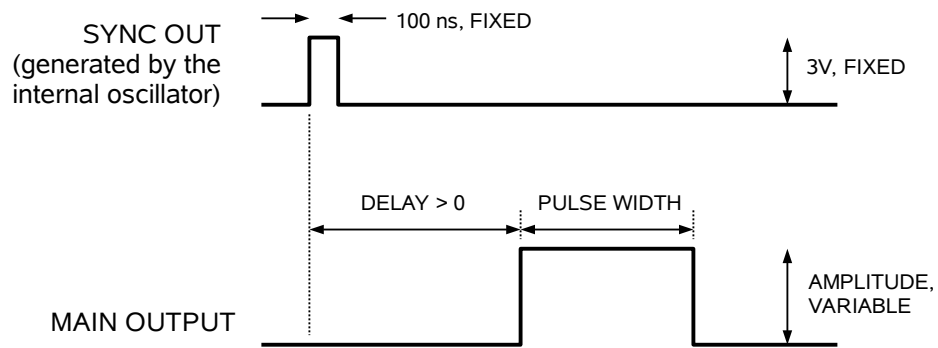 100 ns, FIXED
SYNC OUT
(generated by the
internal oscillator)
3V, FIXED
DELAY > 0
PULSE WIDTH
AMPLITUDE,
VARIABLE
MAIN OUTPUT